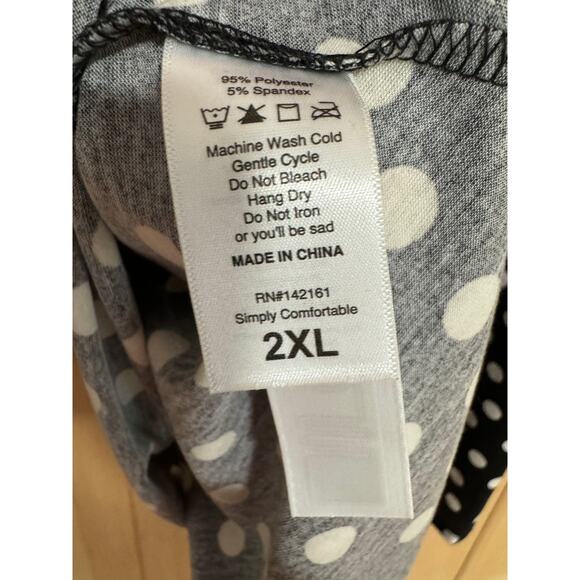 95% Polyester
5% Spandex
Machine Wash Cold
Gentle Cycle
Do Not Bleach
Hang Dry
Do Not Iron
or you'll be sad
MADE IN CHINA
RN#142161
Simply Comfortable
2XL